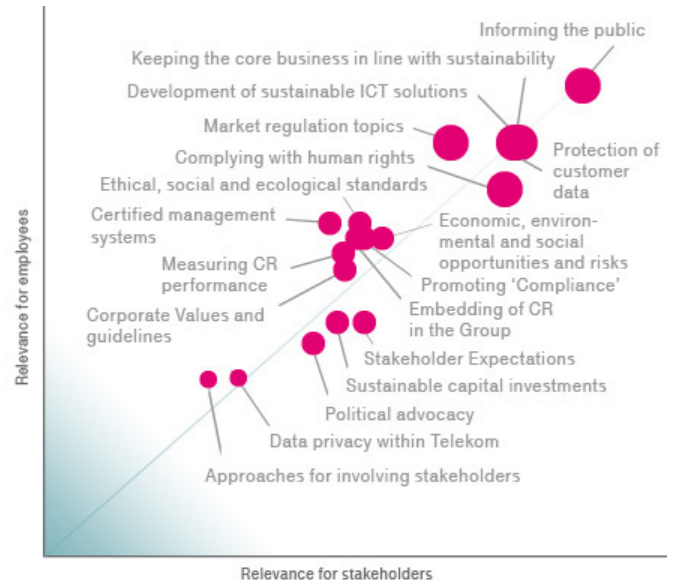 Informing the public
Keeping the core business in line with sustainability
Development of sustainable ICT solutions
Market regulation topics
Complying with human rights
Protection of
customer
data
Ethical, social and ecological standards
Certified management
systems
Economic, environ-
mental and social
opportunities and risks
Measuring CR
performance
Promoting ‘Compliance’
Embedding of CR
in the Group
Corporate Values and
guidelines
Stakeholder Expectations
Sustainable capital investments
Political advocacy
Data privacy within Telekom
Approaches for involving stakeholders
Relevance for employees
Relevance for stakeholders